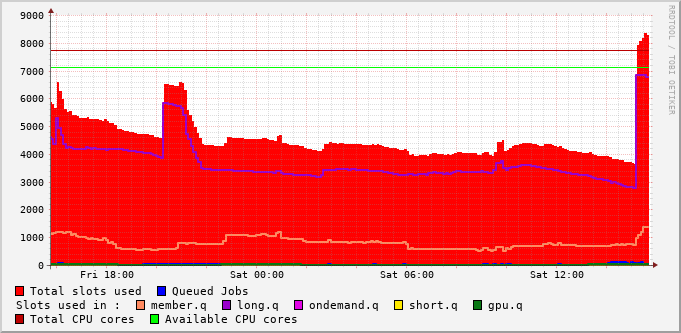 9000
8000
7000
6000
5000
4000
3000
2000
1000
0
Fri 18:00 Sat 00:00 Sat 06:00 Sat 12:00
Total slots used Queued Jobs
Slots used in : member.q long.q ondemand.q short.q gpu.q
Total CPU cores Available CPU cores
RRDTOOL / TOBI OETIKER